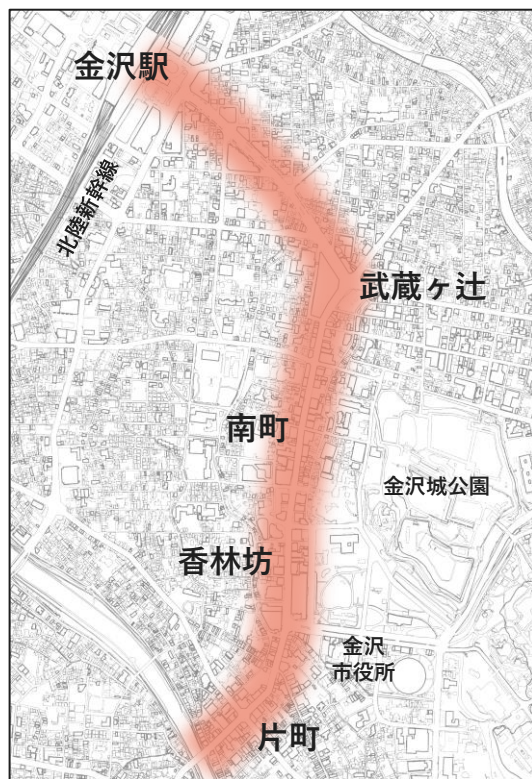 金沢駅
北陸新幹線
武蔵ヶ辻
南町
金沢城公園
香林坊
金沢
市役所
片町